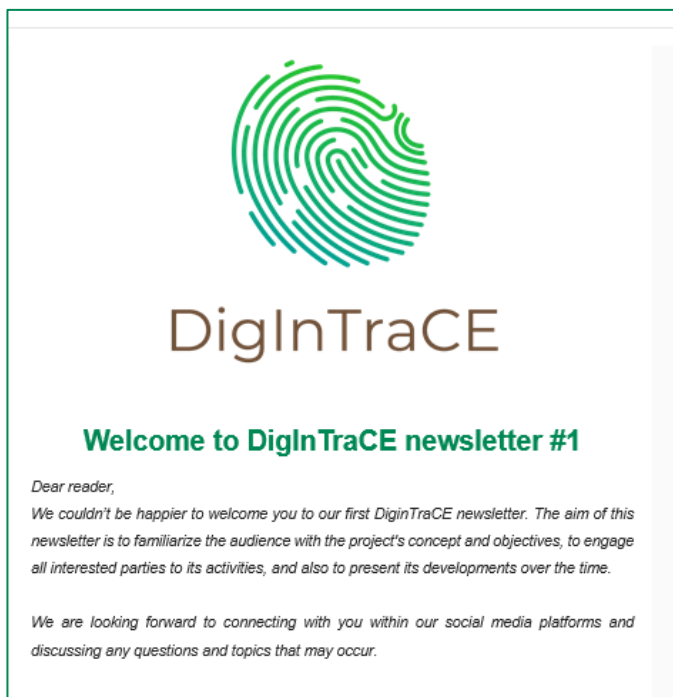 DigInTraCE
Welcome to DigInTraCE newsletter #1
Dear reader,
We couldn't be happier to welcome you to our first DiginTraCE newsletter. The aim of this
newsletter is to familiarize the audience with the project's concept and objectives, to engage
all interested parties to its activities, and also to present its developments over the time.
We are looking forward to connecting with you within our social media platforms and
discussing any questions and topics that may occur.